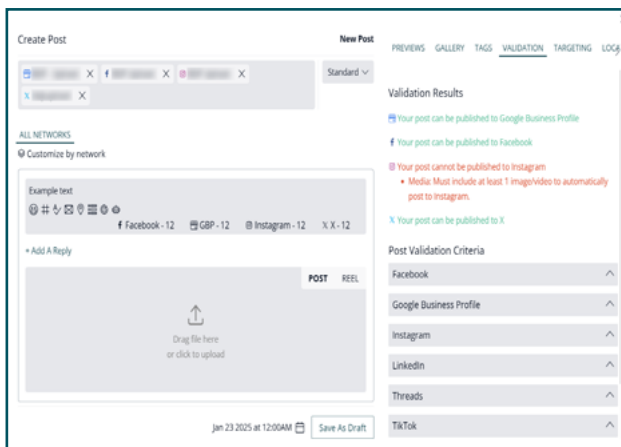 Create Post
New Post
X
X
X
Standard
X
ALL NETWORKS
Customize by network
Example text
Facebook - 12
GBP - 12
Instagram - 12
X - 12
+ Add A Reply
POST
REEL
Drag file here
or click to upload
Jan 23 2025 at 12:00AM
Save As Draft
PREVIEWS
GALLERY
TAGS
VALIDATION
TARGETING
Validation Results
Your post can be published to Google Business Profile
Your post can be published to Facebook
Your post cannot be published to Instagram
• Media: Must include at least 1 image/video to automatically
post to Instagram.
Your post can be published to X
Post Validation Criteria
Facebook
Google Business Profile
Instagram
LinkedIn
Threads
TikTok